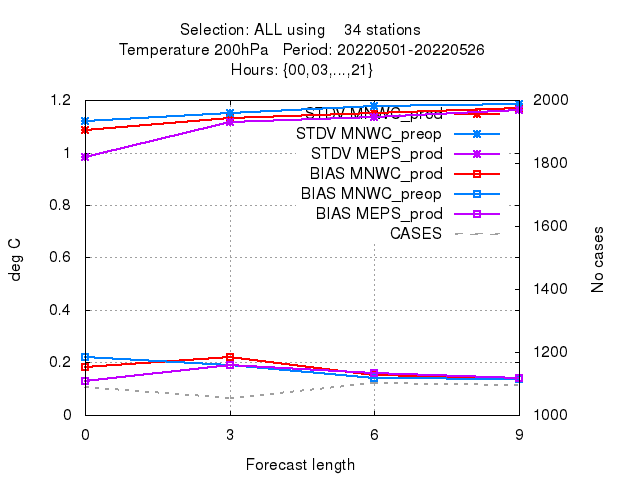 Selection: ALL using    34 stations
Temperature 200hPa   Period: 20220501-20220526
Hours: {00,03,...,21}
1.2
1
0.8
0.6
0.4
0.2
0
2000
1800
1600
1400
1200
1000
STDV MNWC_prod
STDV MNWC_preop
STDV MEPS_prod
BIAS MNWC_prod
BIAS MNWC_preop
BIAS MEPS_prod
CASES
deg C
No cases
0 3 6 9
Forecast length